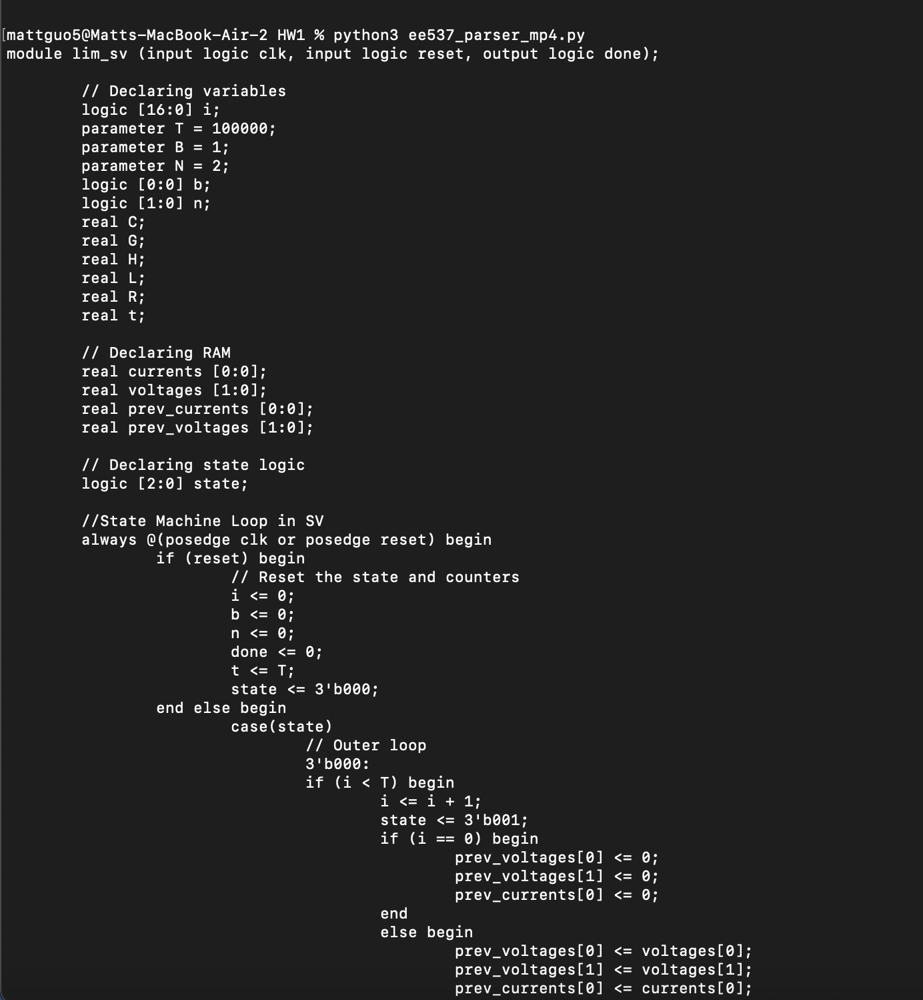 [mattguo5@Matts-MacBook-Air-2 HW1 % python3 ee537_parser_mp4.py
module lim_sv (input logic clk, input logic reset, output logic done);
// Declaring variables
logic [16:0] i;
parameter T = 100000;
parameter B = 1;
parameter N = 2;
logic [0:0] b;
logic [1:0] n;
real C;
real G;
real H;
real L;
real R;
real t;
// Declaring RAM
real currents [0:0];
real voltages [1:0];
real prev_currents [0:0];
real prev_voltages [1:0];
// Declaring state logic
logic [2:0] state;
//State Machine Loop in SV
always @(posedge clk or posedge reset) begin
if (reset) begin
// Reset the state and counters
i <= 0;
b <= 0;
n <= 0;
done <= 0;
t <= T;
state <= 3'b000;
end else begin
case(state)
// Outer loop
3'b000:
if (i < T) begin
i <= i + 1;
state <= 3'b001;
if (i == 0) begin
prev_voltages[0] <= 0;
prev_voltages[1] <= 0;
prev_currents[0] <= 0;
end
else begin
prev_voltages[0] <= voltages[0];
prev_voltages[1] <= voltages[1];
prev_currents[0] <= currents[0];